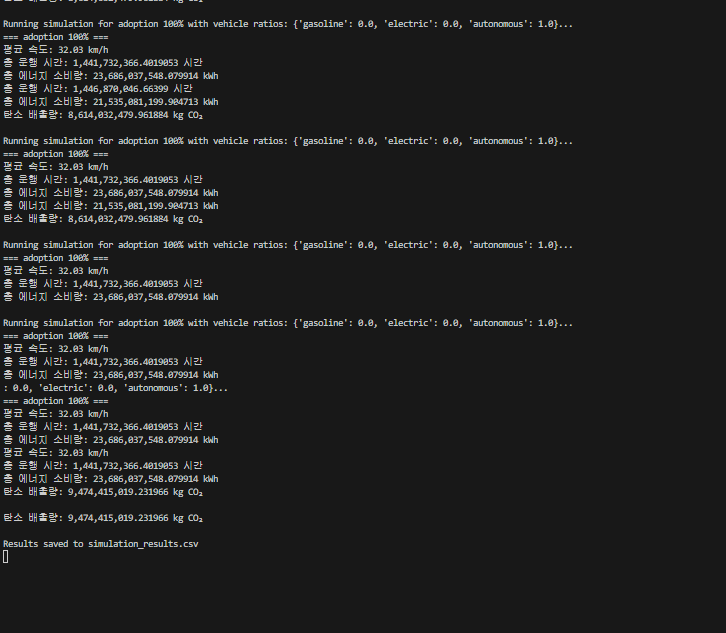 Running simulation for adoption 100% with vehicle ratios: {'gasoline': 0.0, 'electric': 0.0, 'autonomous': 1.0}...
=== adoption 100% ===
평균 속도: 32.03 km/h
총 운행 시간: 1,441,732,366.4019053 시간
총 에너지 소비량: 23,686,037,548.079914 kWh
총 운행 시간: 1,446,870,046.66399 시간
총 에너지 소비량: 21,535,081,199.904713 kWh
탄소 배출량: 8,614,032,479.961884 kg CO₂
Running simulation for adoption 100% with vehicle ratios: {'gasoline': 0.0, 'electric': 0.0, 'autonomous': 1.0}...
=== adoption 100% ===
평균 속도: 32.03 km/h
총 운행 시간: 1,441,732,366.4019053 시간
총 에너지 소비량: 23,686,037,548.079914 kWh
총 에너지 소비량: 21,535,081,199.904713 kWh
탄소 배출량: 8,614,032,479.961884 kg CO₂
Running simulation for adoption 100% with vehicle ratios: {'gasoline': 0.0, 'electric': 0.0, 'autonomous': 1.0}...
=== adoption 100% ===
평균 속도: 32.03 km/h
총 운행 시간: 1,441,732,366.4019053 시간
총 에너지 소비량: 23,686,037,548.079914 kWh
Running simulation for adoption 100% with vehicle ratios: {'gasoline': 0.0, 'electric': 0.0, 'autonomous': 1.0}...
=== adoption 100% ===
평균 속도: 32.03 km/h
총 운행 시간: 1,441,732,366.4019053 시간
총 에너지 소비량: 23,686,037,548.079914 kWh
: 0.0, 'electric': 0.0, 'autonomous': 1.0}...
=== adoption 100% ===
평균 속도: 32.03 km/h
총 운행 시간: 1,441,732,366.4019053 시간
총 에너지 소비량: 23,686,037,548.079914 kWh
평균 속도: 32.03 km/h
총 운행 시간: 1,441,732,366.4019053 시간
총 에너지 소비량: 23,686,037,548.079914 kWh
탄소 배출량: 9,474,415,019.231966 kg CO₂
탄소 배출량: 9,474,415,019.231966 kg CO₂
Results saved to simulation_results.csv